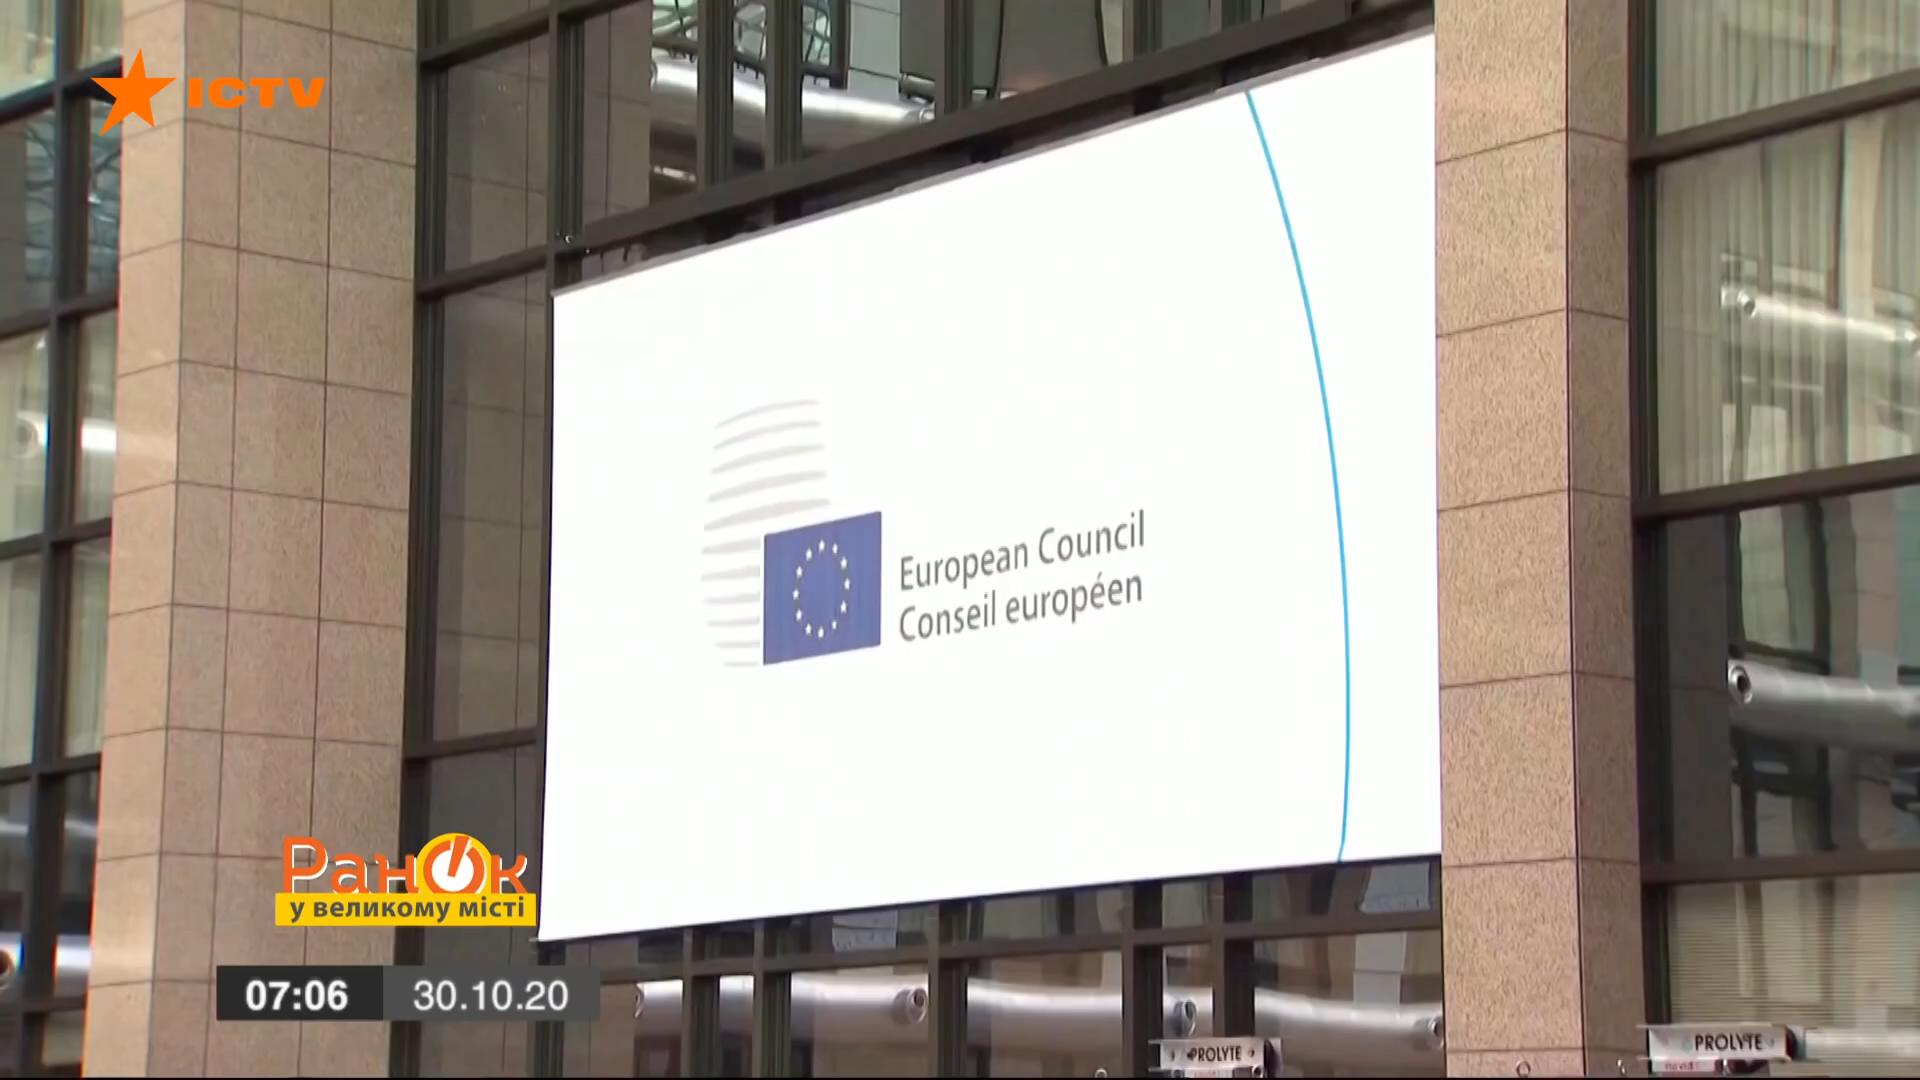 ICTV
European Council
Conseil européen
Ранок
у великому місті
07:06 30.10.20
PROLYTE
PROLYTE